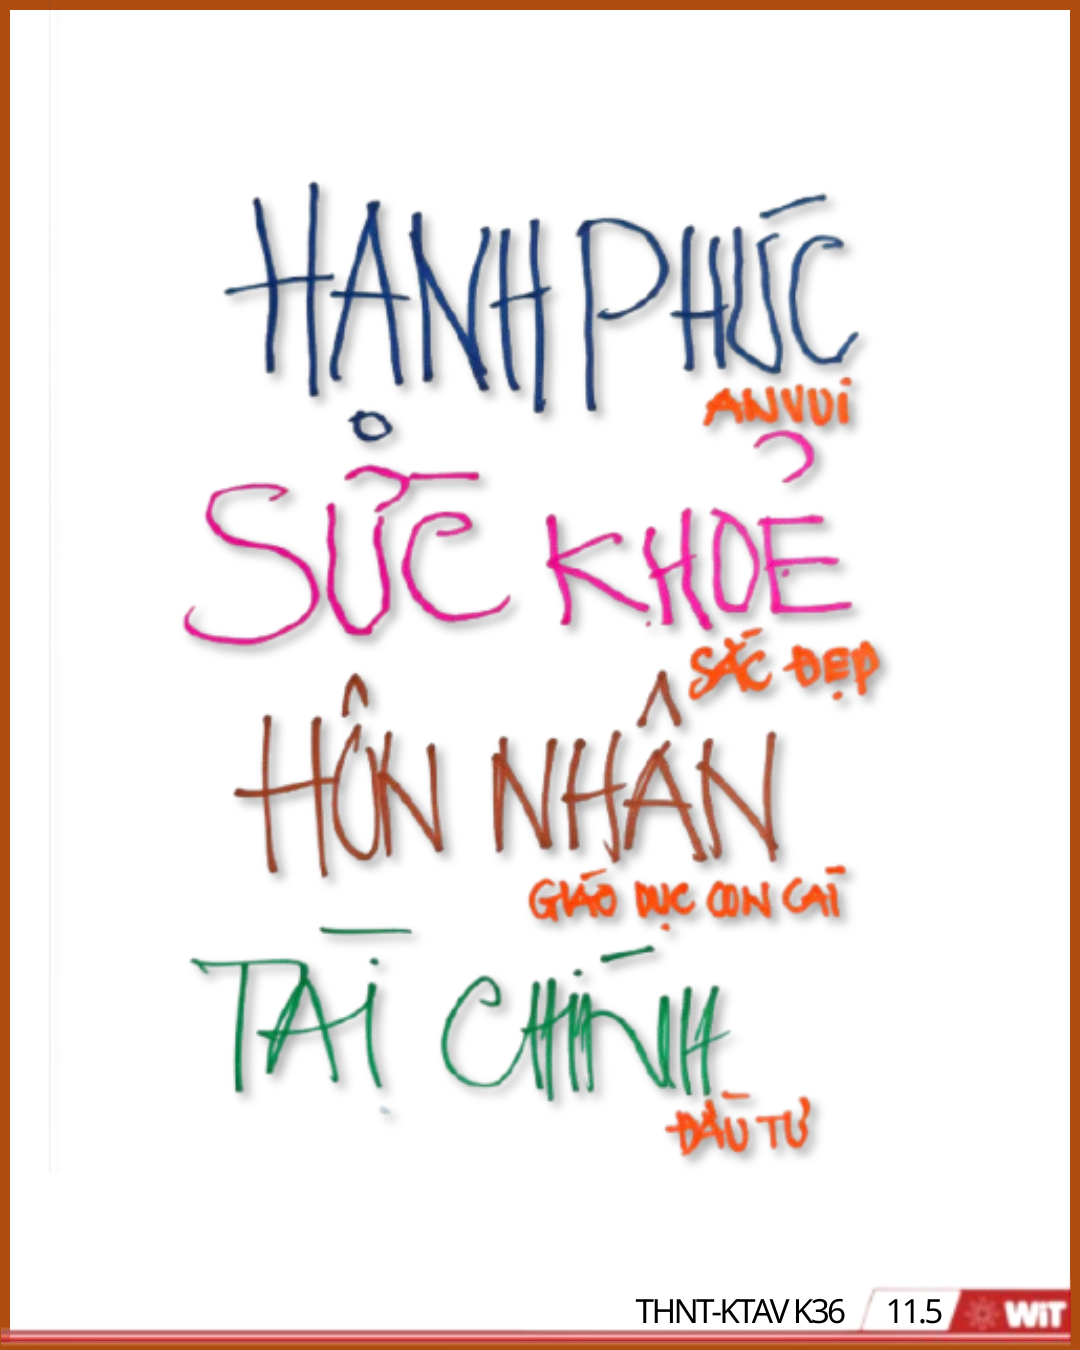 HẠNH PHÚC
AN VUI
SỨC KHOẺ
SẮC ĐẸP
HÔN NHÂN
GIÁO DỤC CON CÁI
TÀI CHÍNH
ĐẦU TƯ
THNT-KTAV K36 11.5 WiT